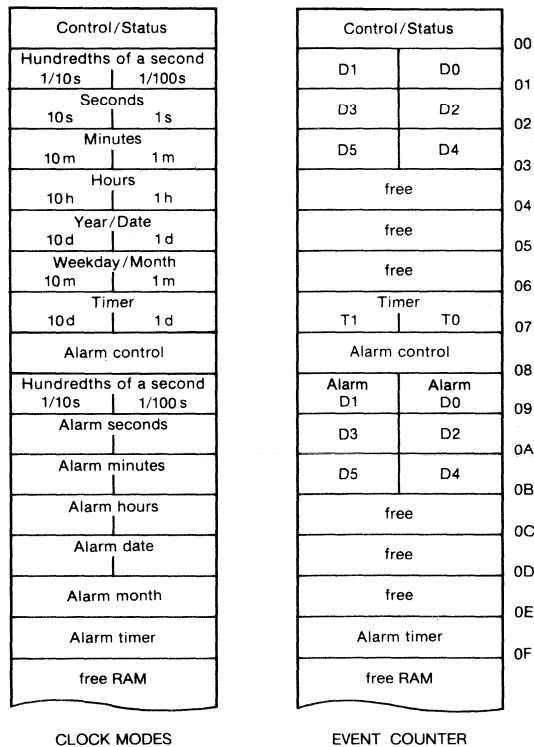 Control/Status
Hundredths of a second
1/10s 1/100s
Seconds
10s 1s
Minutes
10m 1m
Hours
10h 1h
Year/Date
10d 1d
Weekday/Month
10m 1m
Timer
10d 1d
Alarm control
Hundredths of a second
1/10s 1/100s
Alarm seconds
Alarm minutes
Alarm hours
Alarm date
Alarm month
Alarm timer
free RAM
CLOCK MODES
Control/Status
00
D1 D0
01
D3 D2
02
D5 D4
03
free
04
free
05
free
06
Timer
T1 T0
07
Alarm control
08
Alarm Alarm
D1 D0
09
D3 D2
0A
D5 D4
0B
free
0C
free
0D
free
0E
Alarm timer
0F
free RAM
EVENT COUNTER